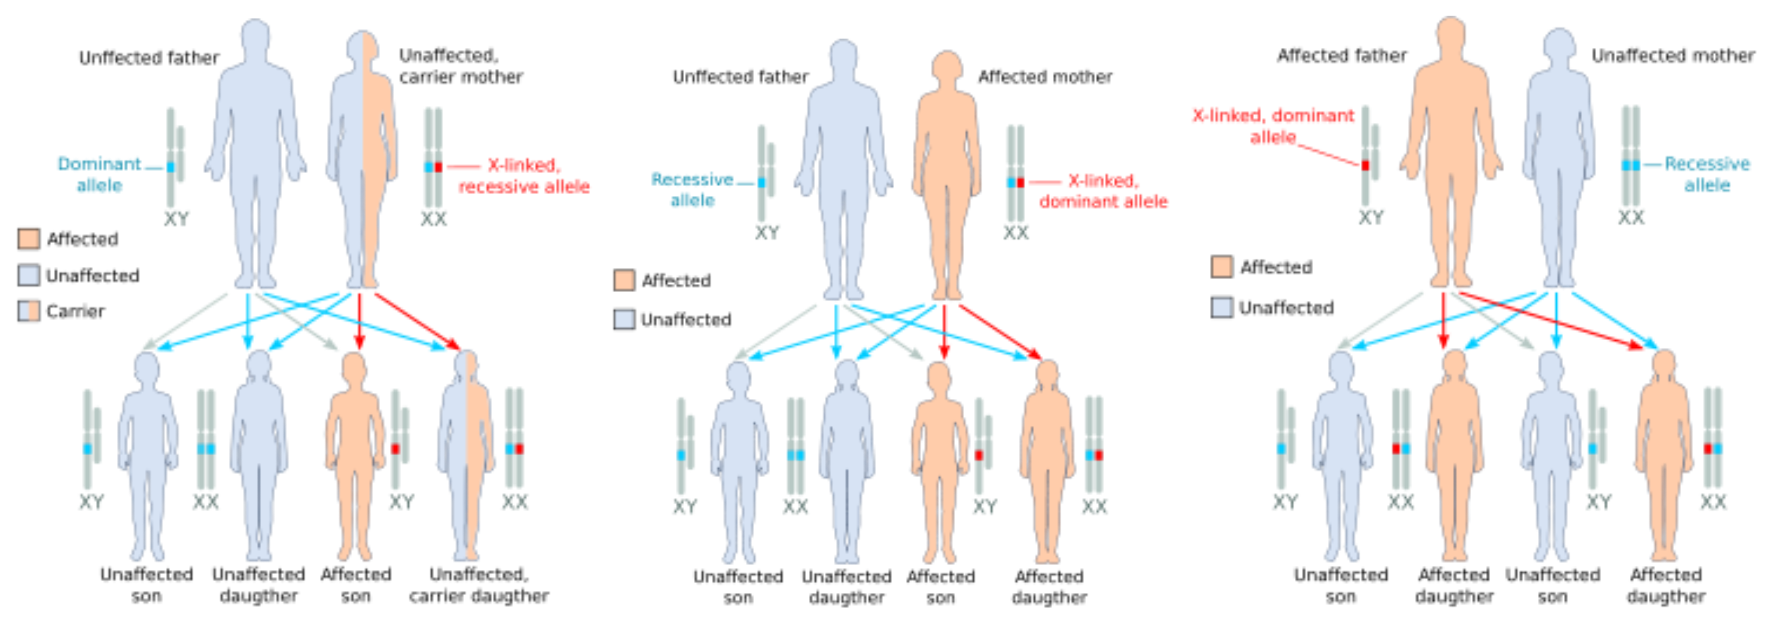 Unffected father
Unaffected,
carrier mother
Dominant
allele
X-linked,
recessive allele
XY
XX
Affected
Unaffected
Carrier
XY
XX
XY
XX
Unaffected
son
Unaffected
daugther
Affected
son
Unaffected,
carrier daugther
Unffected father
Affected mother
Recessive
allele
X-linked,
dominant allele
XY
XX
Affected
Unaffected
XY
XX
XY
XX
Unaffected
son
Unaffected
daugther
Affected
son
Affected
daugther
Affected father
Unaffected mother
X-linked, dominant
allele
Recessive
allele
XY
XX
Affected
Unaffected
XY
XX
XY
XX
Unaffected
son
Affected
daugther
Unaffected
son
Affected
daugther